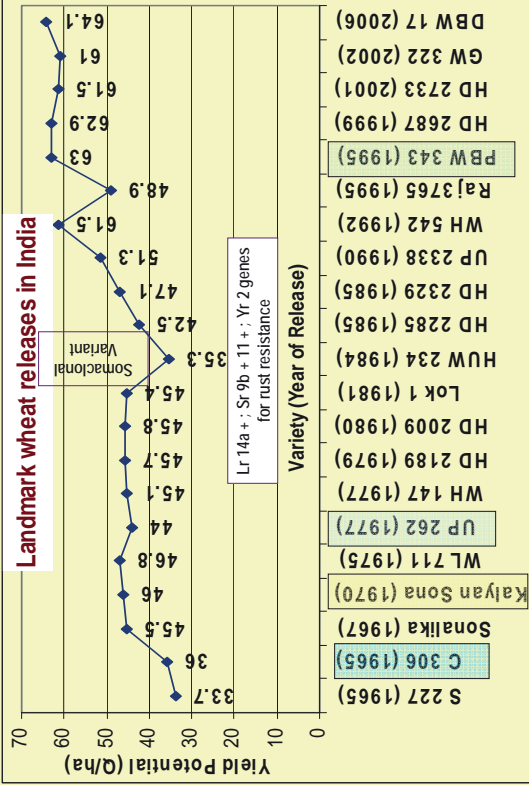 Landmark wheat releases in India
Yield Potential (Q/ha)
70
60
50
40
30
20
10
0
33.7
36
45.5
46
46.8
44
45.1
45.7
45.8
45.4
35.3
42.5
47.1
51.3
61.5
48.9
63
62.9
61.5
61
64.1
Somaclonal
Variant
Lr 14a + ; Sr 9b + 11 + ; Yr 2 genes
for rust resistance
Variety (Year of Release)
S 227 (1965)
C 306 (1965)
Sonalika (1967)
Kalyan Sona (1970)
WL 711 (1975)
UP 262 (1977)
WH 147 (1977)
HD 2189 (1979)
HD 2009 (1980)
Lok 1 (1981)
HUW 234 (1984)
HD 2285 (1985)
HD 2329 (1985)
UP 2338 (1990)
WH 542 (1992)
Raj 3765 (1995)
PBW 343 (1995)
HD 2687 (1999)
HD 2733 (2001)
GW 322 (2002)
DBW 17 (2006)